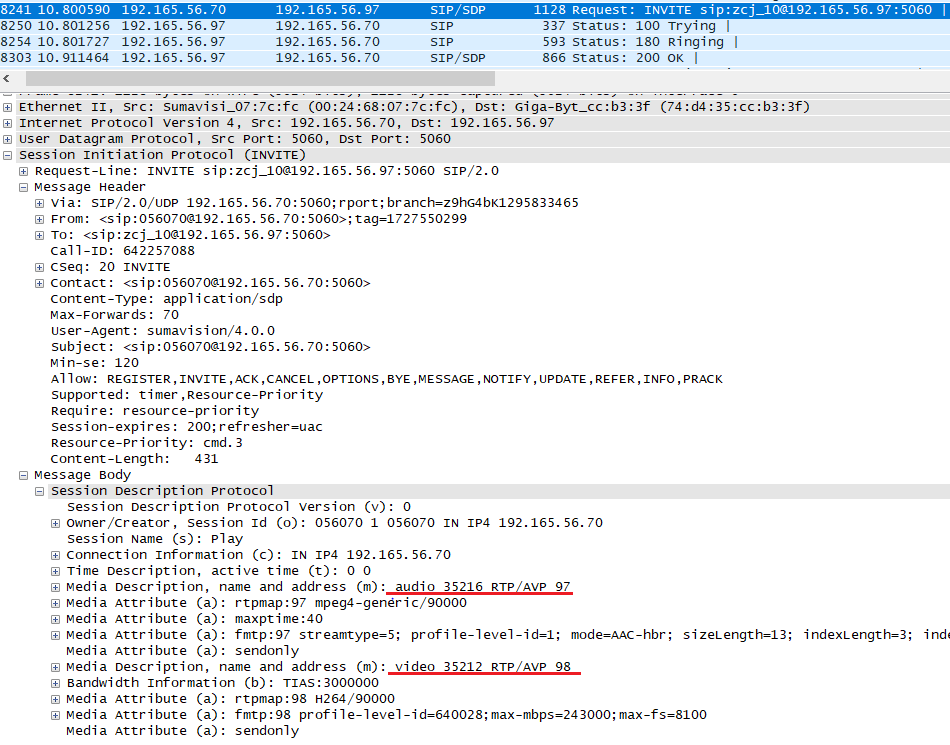 8241 10.800590 192.165.56.70 192.165.56.97 SIP/SDP 1128 Request: INVITE sip:zcj_10@192.165.56.97:5060 |
8250 10.801256 192.165.56.97 192.165.56.70 SIP 337 Status: 100 Trying |
8254 10.801727 192.165.56.97 192.165.56.70 SIP 593 Status: 180 Ringing |
8303 10.911464 192.165.56.97 192.165.56.70 SIP/SDP 866 Status: 200 OK |
Ethernet II, Src: Sumavisi_07:7c:fc (00:24:68:07:7c:fc), Dst: Giga-Byt_cc:b3:3f (74:d4:35:cc:b3:3f)
Internet Protocol Version 4, Src: 192.165.56.70, Dst: 192.165.56.97
User Datagram Protocol, Src Port: 5060, Dst Port: 5060
Session Initiation Protocol (INVITE)
Request-Line: INVITE sip:zcj_10@192.165.56.97:5060 SIP/2.0
Message Header
Via: SIP/2.0/UDP 192.165.56.70:5060;rport;branch=z9hG4bK1295833465
From: <sip:056070@192.165.56.70:5060>;tag=1727550299
To: <sip:zcj_10@192.165.56.97:5060>
Call-ID: 642257088
CSeq: 20 INVITE
Contact: <sip:056070@192.165.56.70:5060>
Content-Type: application/sdp
Max-Forwards: 70
User-Agent: sumavision/4.0.0
Subject: <sip:056070@192.165.56.70:5060>
Min-se: 120
Allow: REGISTER,INVITE,ACK,CANCEL,OPTIONS,BYE,MESSAGE,NOTIFY,UPDATE,REFER,INFO,PRACK
Supported: timer,Resource-Priority
Require: resource-priority
Session-expires: 200;refresher=uac
Resource-Priority: cmd.3
Content-Length: 431
Message Body
Session Description Protocol
Session Description Protocol Version (v): 0
Owner/Creator, Session Id (o): 056070 1 056070 IN IP4 192.165.56.70
Session Name (s): Play
Connection Information (c): IN IP4 192.165.56.70
Time Description, active time (t): 0 0
Media Description, name and address (m): audio 35216 RTP/AVP 97
Media Attribute (a): rtpmap:97 mpeg4-generic/90000
Media Attribute (a): maxptime:40
Media Attribute (a): fmtp:97 streamtype=5; profile-level-id=1; mode=AAC-hbr; sizeLength=13; indexLength=3; inde
Media Attribute (a): sendonly
Media Description, name and address (m): video 35212 RTP/AVP 98
Bandwidth Information (b): TIAS:3000000
Media Attribute (a): rtpmap:98 H264/90000
Media Attribute (a): fmtp:98 profile-level-id=640028;max-mbps=243000;max-fs=8100
Media Attribute (a): sendonly